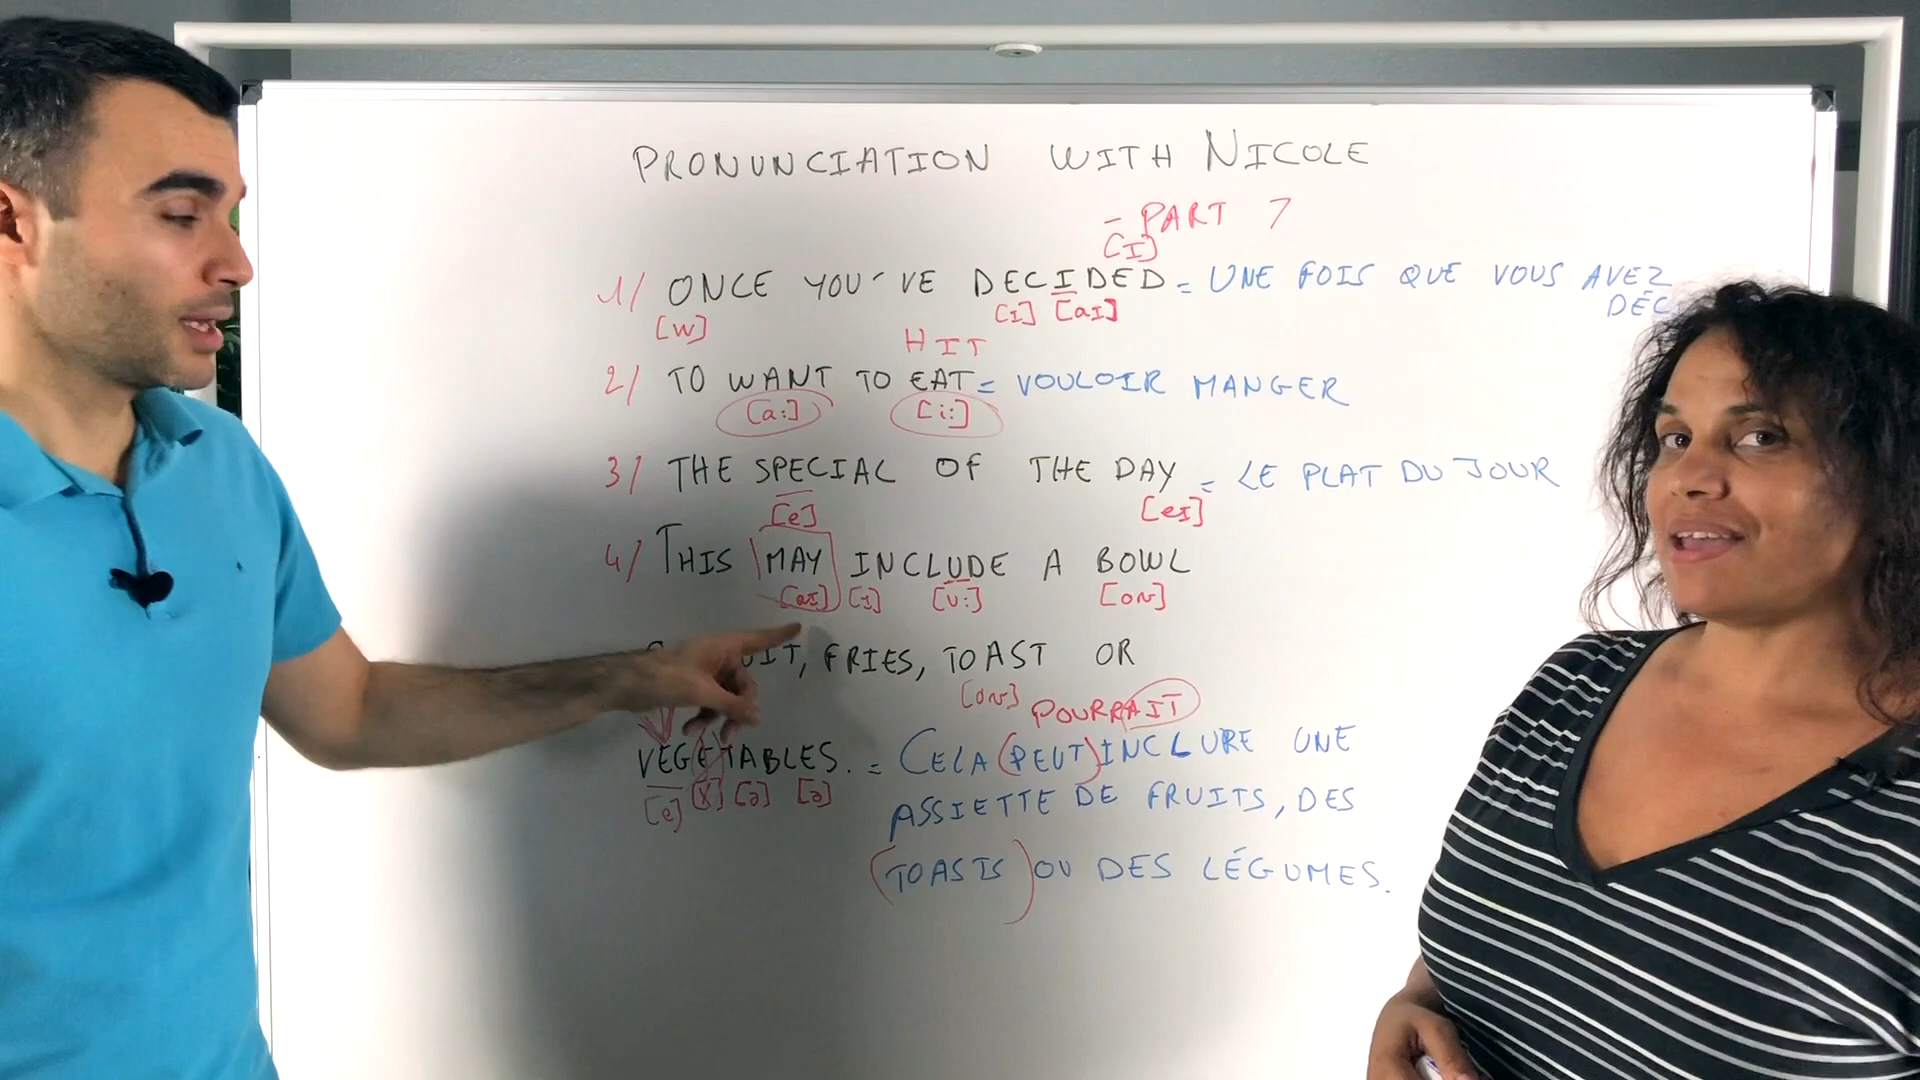 PRONUNCIATION WITH NICOLE
- PART 7
[I]
1/ ONCE YOU'VE DECIDED = UNE FOIS QUE VOUS AVEZ
DÉC
[W] [I] [aI]
HIT
2/ TO WANT TO EAT = VOULOIR MANGER
[a:] [i:]
3/ THE SPECIAL OF THE DAY = LE PLAT DU JOUR
[e] [eI]
4/ THIS MAY INCLUDE A BOWL
[I] [U:]
FRIES, TOAST OR
POURRAIT
VEGETABLES. = CELA (PEUT) INCLURE UNE
[e] [ə] [ə]
ASSIETTE DE FRUITS, DES
(TOASTS) OU DES LÉGUMES.